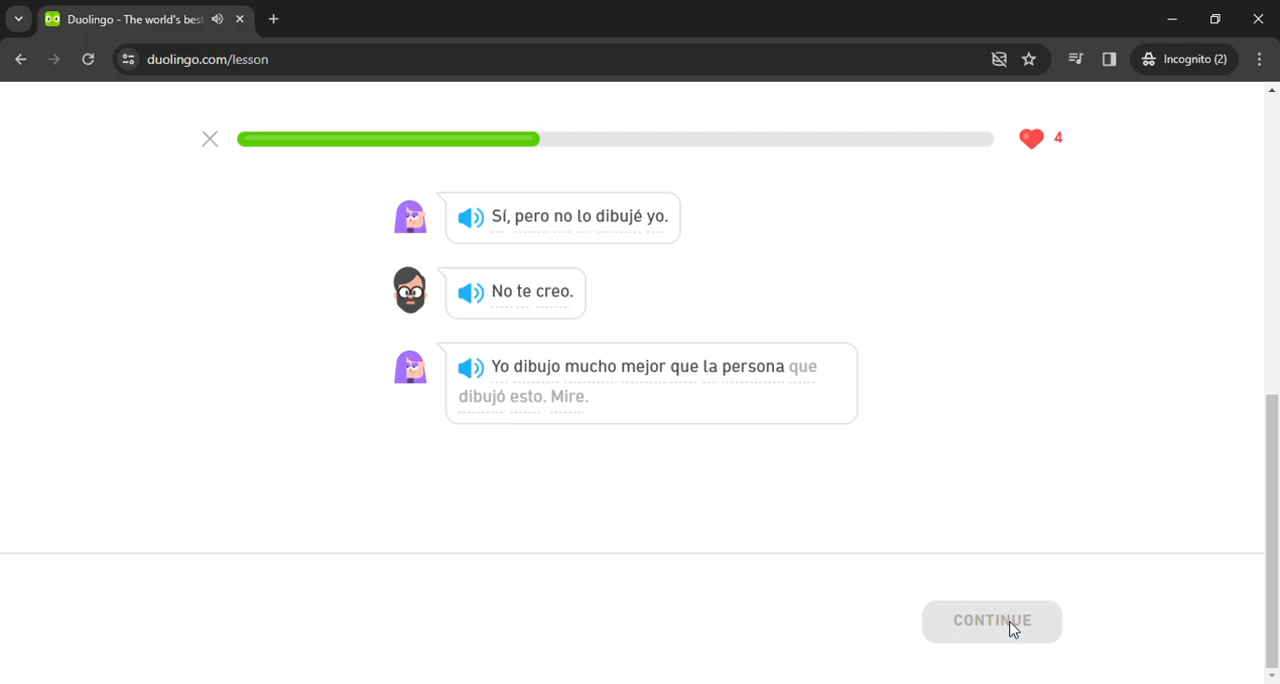 Duolingo - The world's bes
duolingo.com/lesson
Incognito (2)
4
Sí, pero no lo dibujé yo.
No te creo.
Yo dibujo mucho mejor que la persona que
dibujó esto. Mire.
CONTINUE